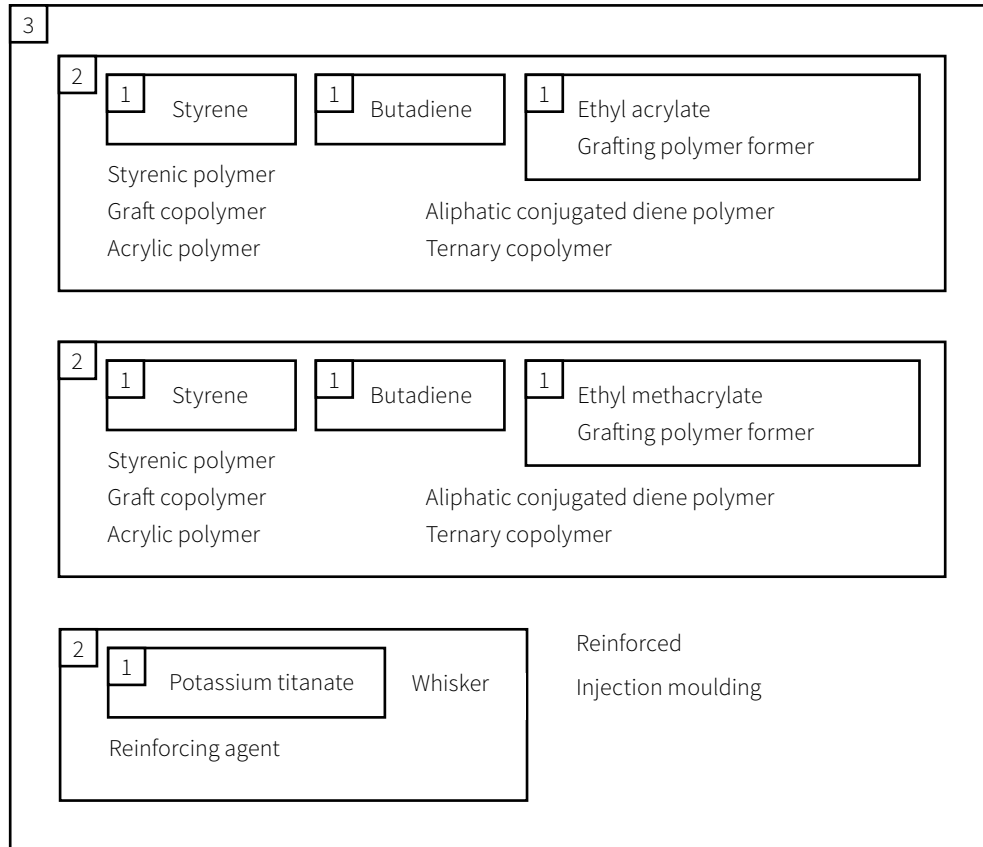 3
2
1 Styrene 1 Butadiene 1 Ethyl acrylate
Grafting polymer former
Styrenic polymer
Graft copolymer Aliphatic conjugated diene polymer
Acrylic polymer Ternary copolymer
2
1 Styrene 1 Butadiene 1 Ethyl methacrylate
Grafting polymer former
Styrenic polymer
Graft copolymer Aliphatic conjugated diene polymer
Acrylic polymer Ternary copolymer
2 Reinforced
1 Potassium titanate Whisker Injection moulding
Reinforcing agent